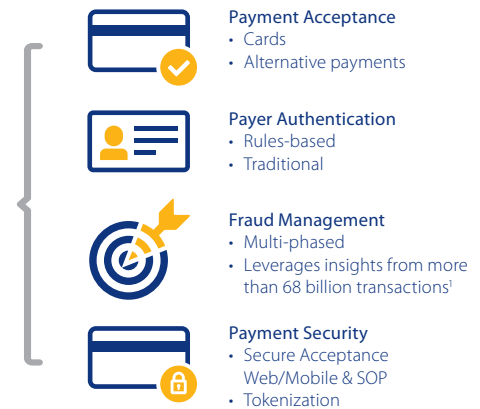 Payment Acceptance
• Cards
• Alternative payments
Payer Authentication
• Rules-based
• Traditional
Fraud Management
• Multi-phased
• Leverages insights from more
than 68 billion transactions¹
Payment Security
• Secure Acceptance
Web/Mobile & SOP
• Tokenization